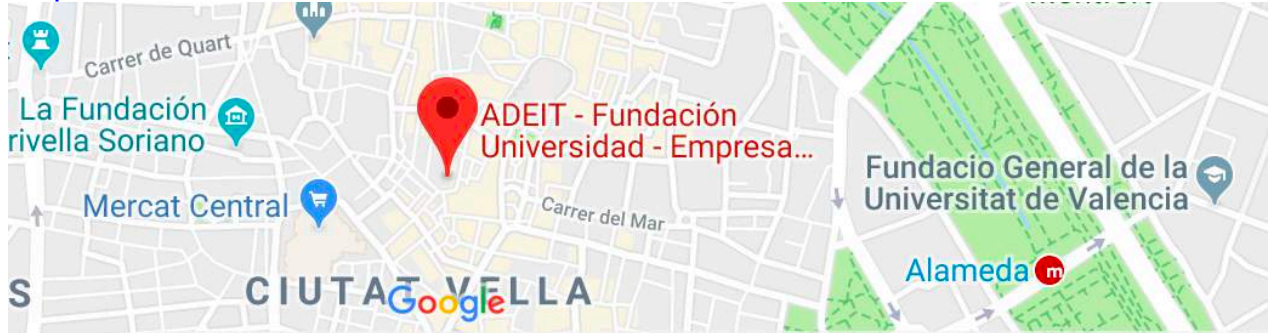 Carrer de Quart
La Fundación
rivella Soriano
ADEIT - Fundación
Universidad - Empresa...
Mercat Central
Carrer del Mar
Fundacio General de la
Universitat de Valencia
Alameda
m
S
CIUTAT VELLA
Google